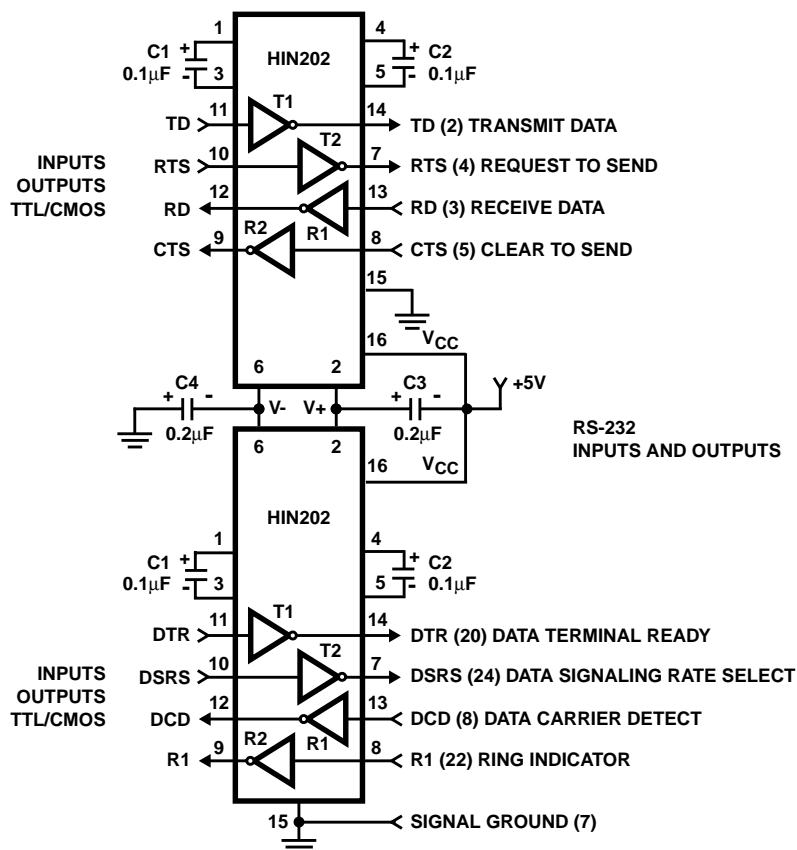 1
4
C1
+
HIN202
+
C2
0.1μF
-
3
5
-
0.1μF
T1
11
14
TD
TD (2) TRANSMIT DATA
T2
INPUTS
OUTPUTS
TTL/CMOS
10
7
RTS
RTS (4) REQUEST TO SEND
12
13
RD
RD (3) RECEIVE DATA
R2
R1
9
8
CTS
CTS (5) CLEAR TO SEND
15
16
VCC
6
2
+
C4
-
V-
V+
+
C3
-
+5V
0.2μF
0.2μF
RS-232
INPUTS AND OUTPUTS
6
2
16
VCC
HIN202
1
4
C1
+
+
C2
0.1μF
-
3
5
-
0.1μF
T1
11
14
DTR
DTR (20) DATA TERMINAL READY
T2
INPUTS
OUTPUTS
TTL/CMOS
10
7
DSRS
DSRS (24) DATA SIGNALING RATE SELECT
12
13
DCD
DCD (8) DATA CARRIER DETECT
R2
R1
9
8
R1
R1 (22) RING INDICATOR
15
SIGNAL GROUND (7)